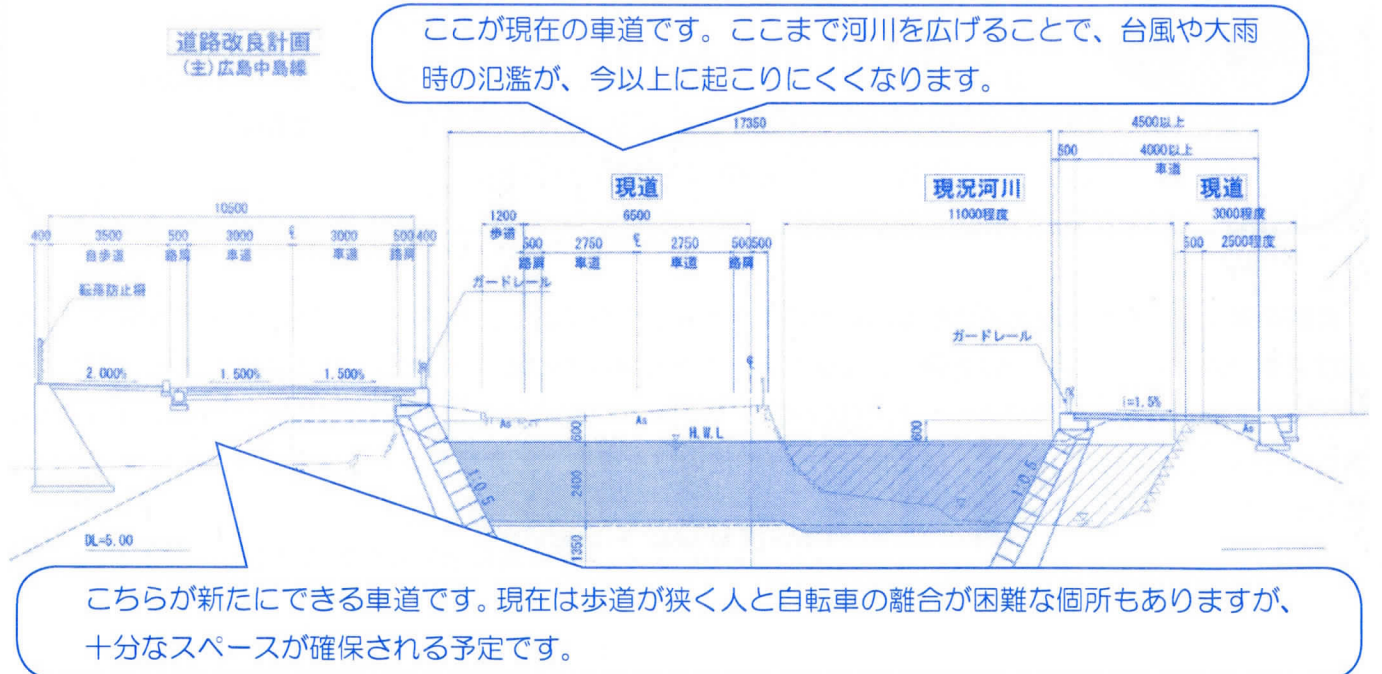 道路改良計画
(主)広島中島線
ここが現在の車道です。ここまで河川を広げることで、台風や大雨
時の氾濫が、今以上に起こりにくくなります。
17350
4500以上
500 4000以上
車道
現道
現況河川
現道
10500
1200
歩道
6500
11000程度
3000程度
400 3500 500 3000 ℄ 3000 500 400
自歩道 路肩 車道 車道 路肩
500 2750 ℄ 2750 500 500
路肩 車道 車道 路肩
500 2500程度
転落防止柵
ガードレール
ガードレール
2.000% 1.500% 1.500%
i=1.5%
℄
As
As
As
600
H.W.L
600
2400
1:0.5
1:0.5
1350
DL=5.00
こちらが新たにできる車道です。現在は歩道が狭く人と自転車の離合が困難な個所もありますが、
十分なスペースが確保される予定です。